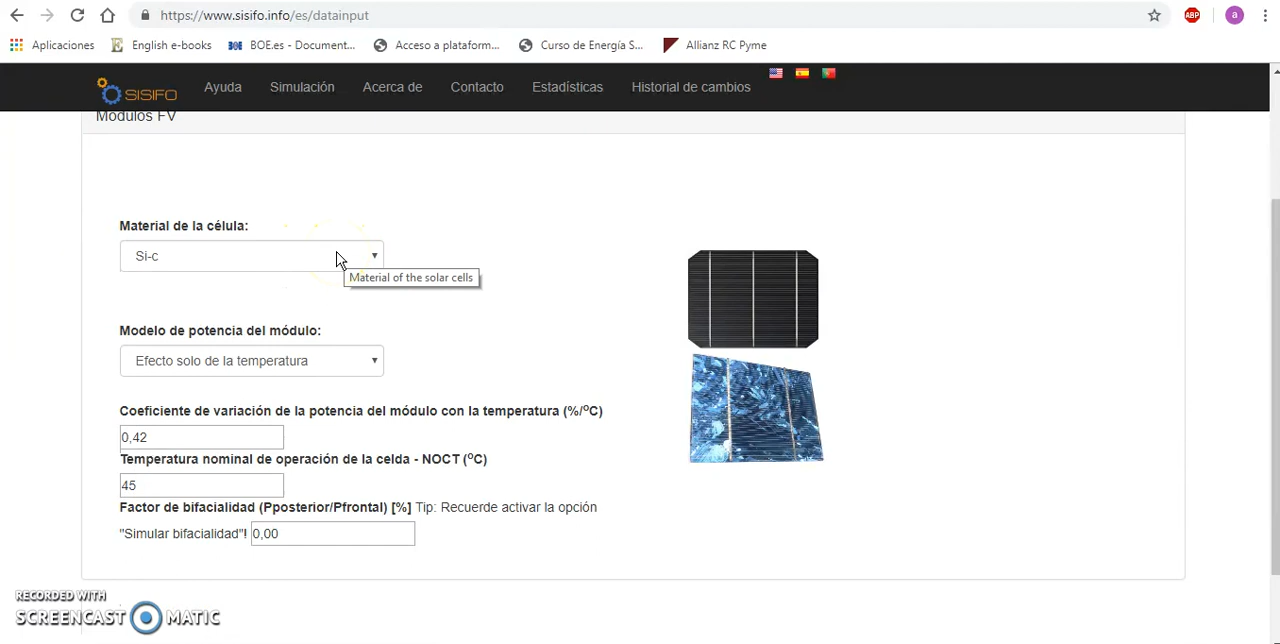 https://www.sisifo.info/es/datainput
ABP
a
Aplicaciones
English e-books
BOE.es - Document...
Acceso a plataform...
Curso de Energía S...
Allianz RC Pyme
SISIFO
Ayuda
Simulación
Acerca de
Contacto
Estadísticas
Historial de cambios
Módulos FV
Material de la célula:
Si-c
Material of the solar cells
Modelo de potencia del módulo:
Efecto solo de la temperatura
Coeficiente de variación de la potencia del módulo con la temperatura (%/ºC)
0,42
Temperatura nominal de operación de la celda - NOCT (ºC)
45
Factor de bifacialidad (Pposterior/Pfrontal) [%] Tip: Recuerde activar la opción
"Simular bifacialidad"! 0,00
RECORDED WITH
SCREENCAST MATIC